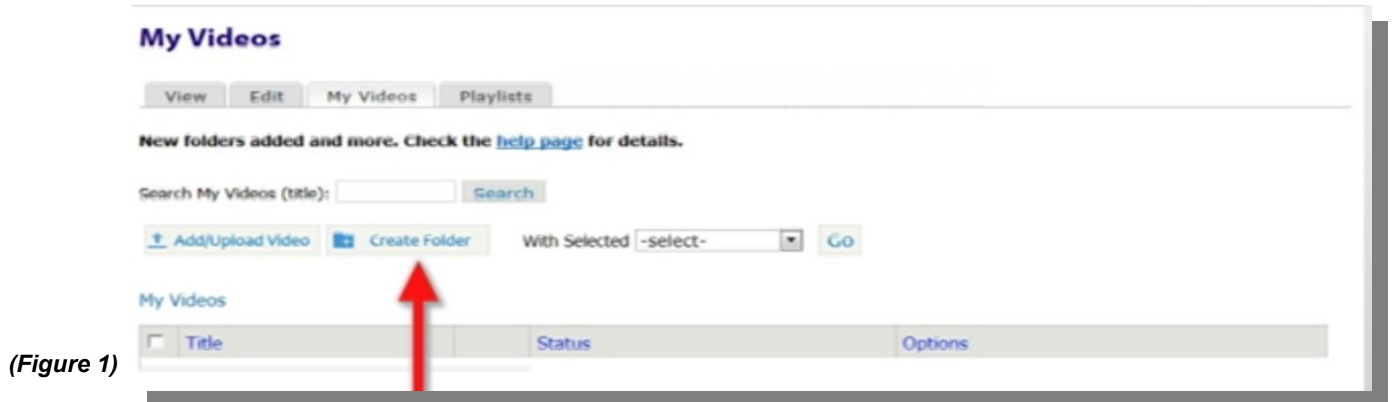 My Videos
View Edit My Videos Playlists
New folders added and more. Check the help page for details.
Search My Videos (title): Search
Add/Upload Video Create Folder With Selected -select- Go
My Videos
Title Status Options
(Figure 1)